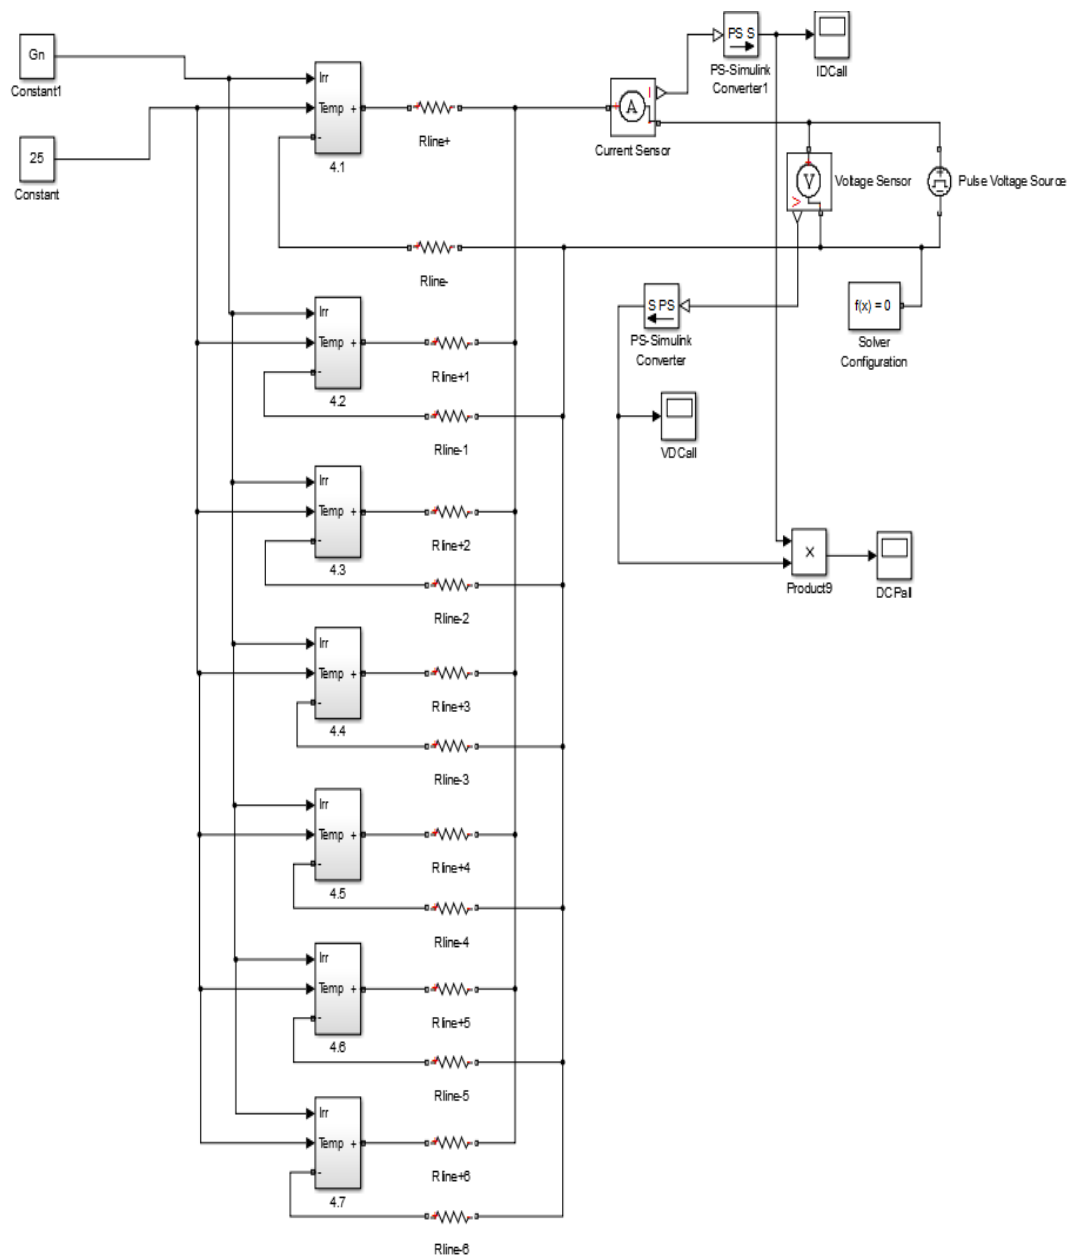 Gn
Constant1
25
Constant
Irr
Temp +
-
4.1
Rline+
Rline-
A
I
Current Sensor
PS S
PS-Simulink
Converter1
IDCall
V
V
Voltage Sensor
Pulse Voltage Source
S PS
PS-Simulink
Converter
f(x) = 0
Solver
Configuration
VDCall
X
Product9
DCPall
Irr
Temp +
-
4.2
Rline+1
Rline-1
Irr
Temp +
-
4.3
Rline+2
Rline-2
Irr
Temp +
-
4.4
Rline+3
Rline-3
Irr
Temp +
-
4.5
Rline+4
Rline-4
Irr
Temp +
-
4.6
Rline+5
Rline-5
Irr
Temp +
-
4.7
Rline+6
Rline-6